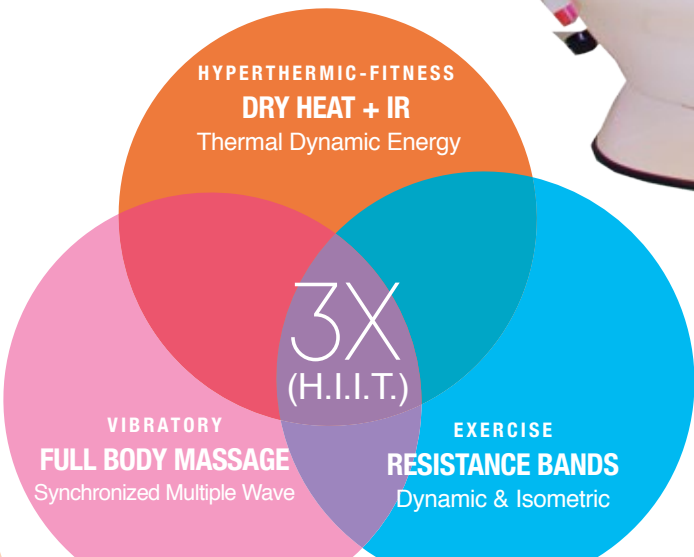 HYPERTHERMIC-FITNESS
DRY HEAT + IR
Thermal Dynamic Energy
3X
(H.I.I.T.)
VIBRATORY
FULL BODY MASSAGE
Synchronized Multiple Wave
EXERCISE
RESISTANCE BANDS
Dynamic & Isometric